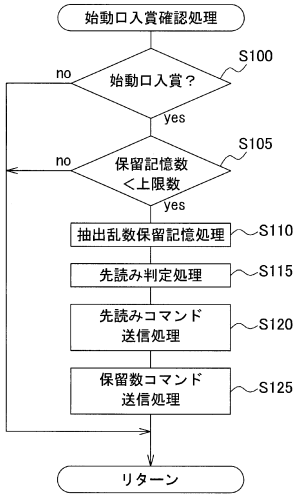 始動口入賞確認処理
S100
no
始動口入賞？
yes
S105
no
保留記憶数
＜上限数
yes
抽出乱数保留記憶処理
S110
先読み判定処理
S115
先読みコマンド
送信処理
S120
保留数コマンド
送信処理
S125
リターン